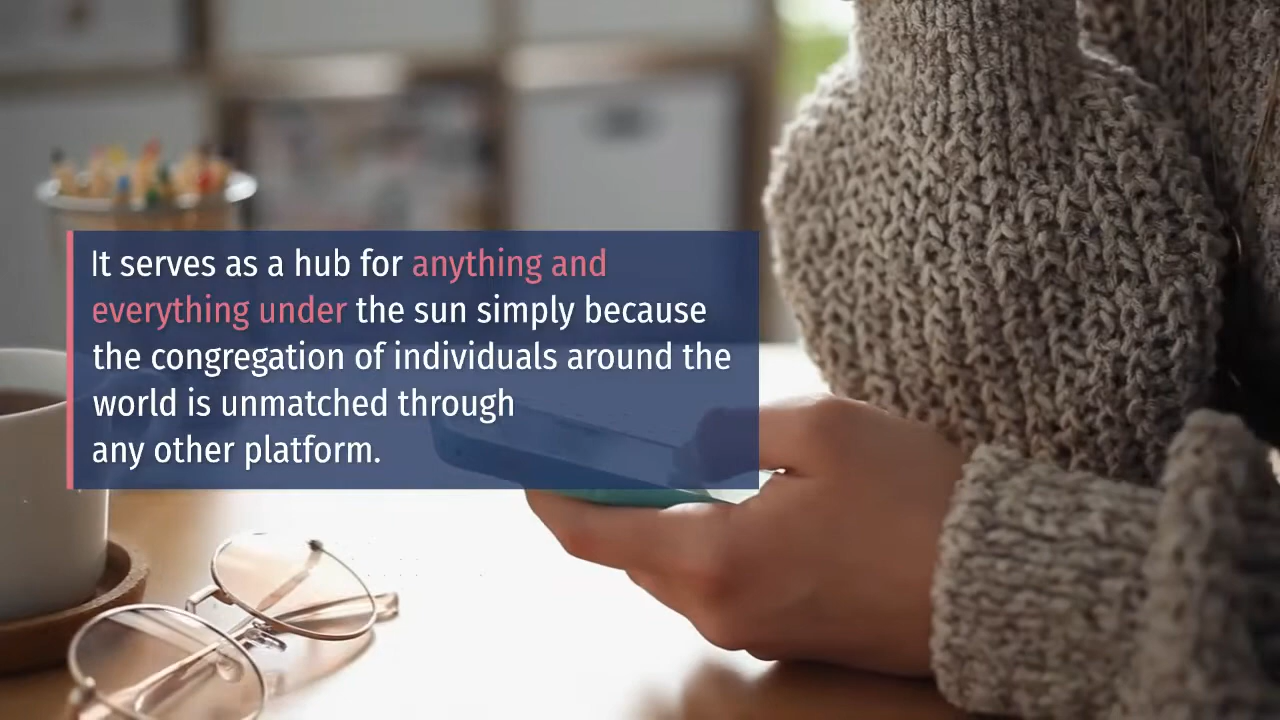 It serves as a hub for anything and
everything under the sun simply because
the congregation of individuals around the
world is unmatched through
any other platform.